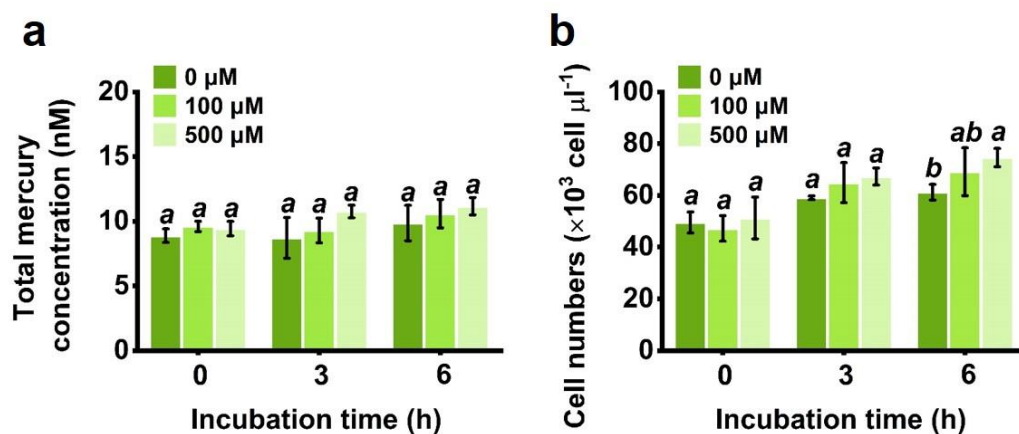 a
0 µM
100 µM
500 µM
Total mercury
concentration (nM)
20
15
10
5
0
a a a a a a a a a
0 3 6
Incubation time (h)
b
0 µM
100 µM
500 µM
Cell numbers (×10³ cell µl⁻¹)
100
80
60
40
20
0
a a a a a a b ab a
0 3 6
Incubation time (h)